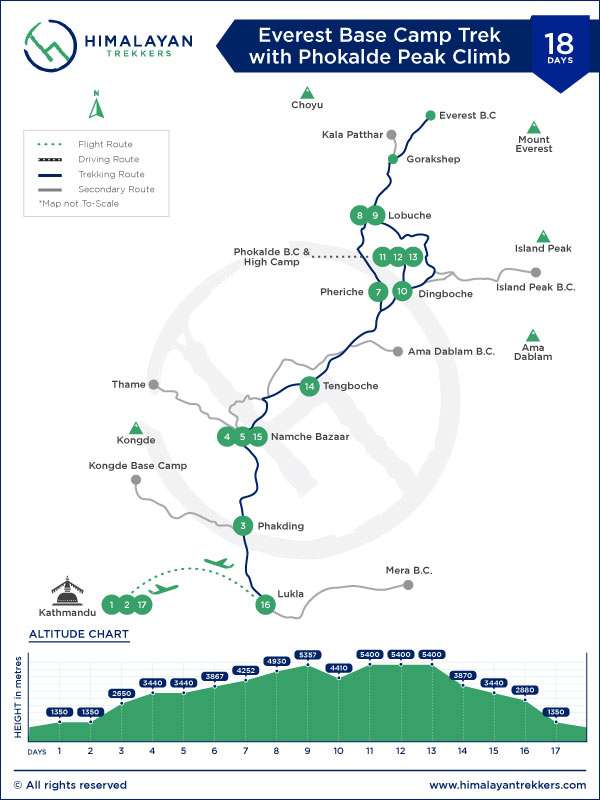 HIMALAYAN
TREKKERS
Everest Base Camp Trek
with Phokalde Peak Climb
18
DAYS
N
Choyu
Everest B.C
Kala Patthar
Mount
Everest
Gorakshep
Flight Route
Driving Route
Trekking Route
Secondary Route
*Map not To-Scale
8 9
Lobuche
Island Peak
Phokalde B.C &
High Camp
11 12 13
Island Peak B.C.
Pheriche
7
10
Dingboche
Ama
Dablam
Ama Dablam B.C.
Thame
14
Tengboche
Kongde
4 5 15
Namche Bazaar
Kongde Base Camp
3
Phakding
Mera B.C.
Lukla
Kathmandu
1 2 17
16
ALTITUDE CHART
HEIGHT in metres
1350 1350 2650 3440 3440 3867 4252 4930 5357 4410 5400 5400 5400 3870 3440 2880 1350
DAYS 1 2 3 4 5 6 7 8 9 10 11 12 13 14 15 16 17
© All rights reserved
www.himalayantrekkers.com